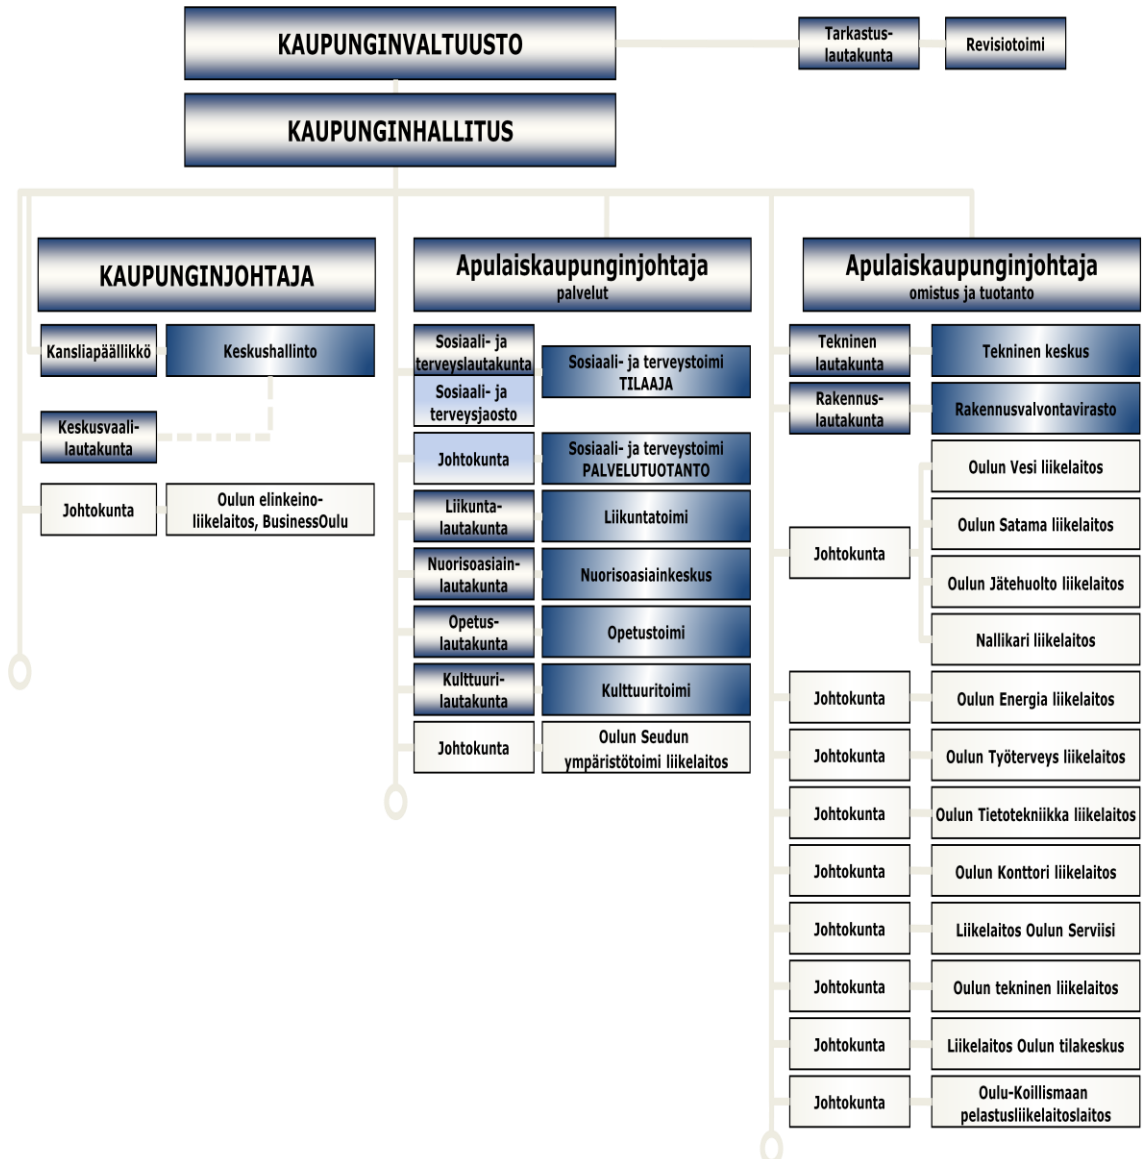 KAUPUNGINVALTUUSTO
Tarkastus-
lautakunta
Revisiotoimi
KAUPUNGINHALLITUS
KAUPUNGINJOHTAJA
Kansliapäällikkö
Keskushallinto
Keskusvaali-
lautakunta
Johtokunta
Oulun elinkeino-
liikelaitos, BusinessOulu
Apulaiskaupunginjohtaja
palvelut
Sosiaali- ja
terveyslautakunta
Sosiaali- ja
terveysjaosto
Sosiaali- ja terveystoimi
TILAAJA
Johtokunta
Sosiaali- ja terveystoimi
PALVELUTUOTANTO
Liikunta-
lautakunta
Liikuntatoimi
Nuorisoasiain-
lautakunta
Nuorisoasiainkeskus
Opetus-
lautakunta
Opetustoimi
Kulttuuri-
lautakunta
Kulttuuritoimi
Johtokunta
Oulun Seudun
ympäristötoimi liikelaitos
Apulaiskaupunginjohtaja
omistus ja tuotanto
Tekninen
lautakunta
Tekninen keskus
Rakennus-
lautakunta
Rakennusvalvontavirasto
Johtokunta
Oulun Vesi liikelaitos
Oulun Satama liikelaitos
Oulun Jätehuolto liikelaitos
Nallikari liikelaitos
Johtokunta
Oulun Energia liikelaitos
Johtokunta
Oulun Työterveys liikelaitos
Johtokunta
Oulun Tietotekniikka liikelaitos
Johtokunta
Oulun Konttori liikelaitos
Johtokunta
Liikelaitos Oulun Serviisi
Johtokunta
Oulun tekninen liikelaitos
Johtokunta
Liikelaitos Oulun tilakeskus
Johtokunta
Oulu-Koillismaan
pelastusliikelaitoslaitos